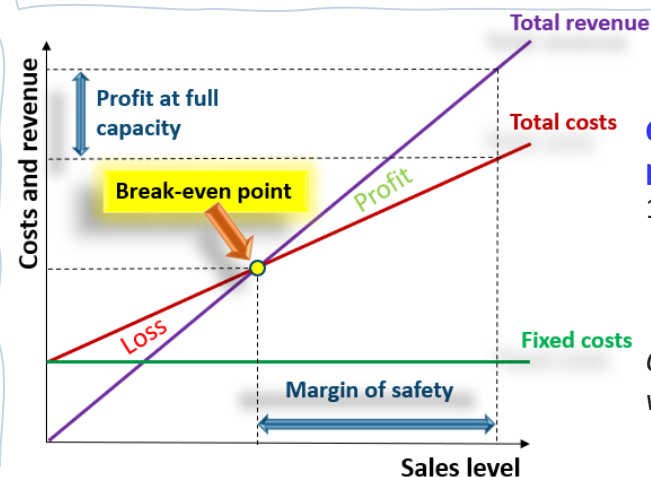 Total revenue
Costs and revenue
Profit at full
capacity
Total costs
Break-even point
Profit
Loss
Fixed costs
Margin of safety
Sales level